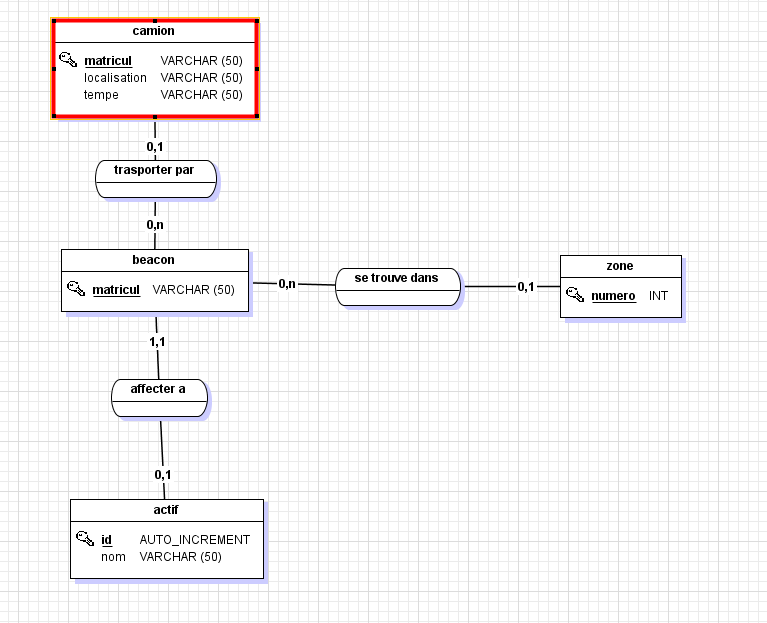 camion
matricul VARCHAR (50)
localisation VARCHAR (50)
tempe VARCHAR (50)
0,1
trasporter par
0,n
beacon
matricul VARCHAR (50)
0,n
se trouve dans
0,1
zone
numero INT
1,1
affecter a
0,1
actif
id AUTO_INCREMENT
nom VARCHAR (50)